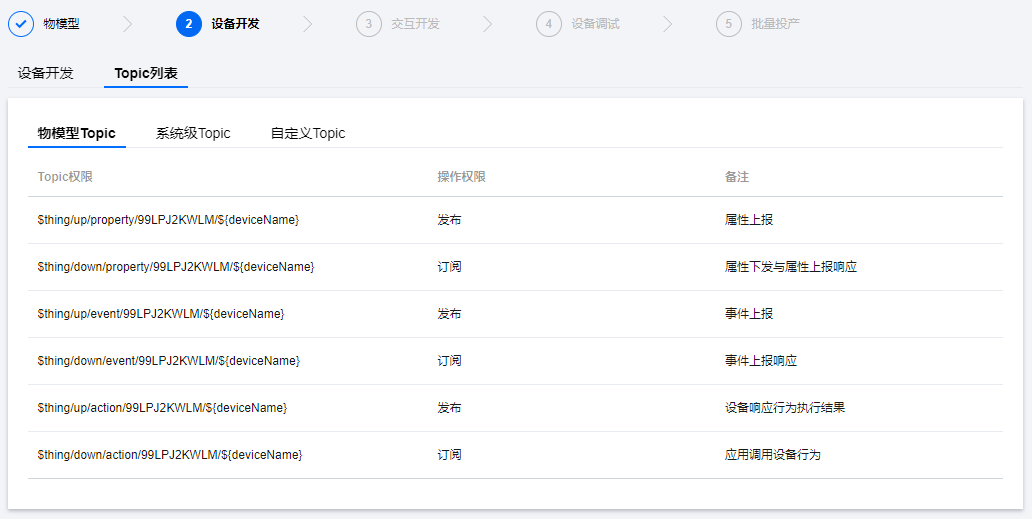 物模型
2 设备开发
3 交互开发
4 设备调试
5 批量投产
设备开发 Topic列表
物模型Topic 系统级Topic 自定义Topic
Topic权限 操作权限 备注
$thing/up/property/99LPJ2KWLM/${deviceName} 发布 属性上报
$thing/down/property/99LPJ2KWLM/${deviceName} 订阅 属性下发与属性上报响应
$thing/up/event/99LPJ2KWLM/${deviceName} 发布 事件上报
$thing/down/event/99LPJ2KWLM/${deviceName} 订阅 事件上报响应
$thing/up/action/99LPJ2KWLM/${deviceName} 发布 设备响应行为执行结果
$thing/down/action/99LPJ2KWLM/${deviceName} 订阅 应用调用设备行为